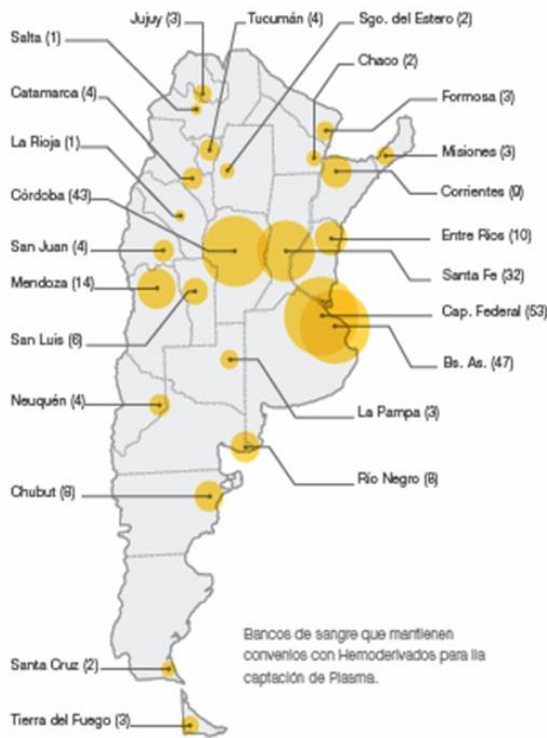 Jujuy (3)
Tucumán (4)
Sgo. del Estero (2)
Salta (1)
Chaco (2)
Catamarca (4)
Formosa (3)
La Rioja (1)
Misiones (3)
Córdoba (43)
Corrientes (9)
San Juan (4)
Entre Ríos (10)
Mendoza (14)
Santa Fe (32)
Cap. Federal (53)
San Luis (6)
Bs. As. (47)
Neuquén (4)
La Pampa (3)
Río Negro (8)
Chubut (9)
Bancos de sangre que mantienen
convenios con Hemoderivados para lla
captación de Plasma.
Santa Cruz (2)
Tierra del Fuego (3)